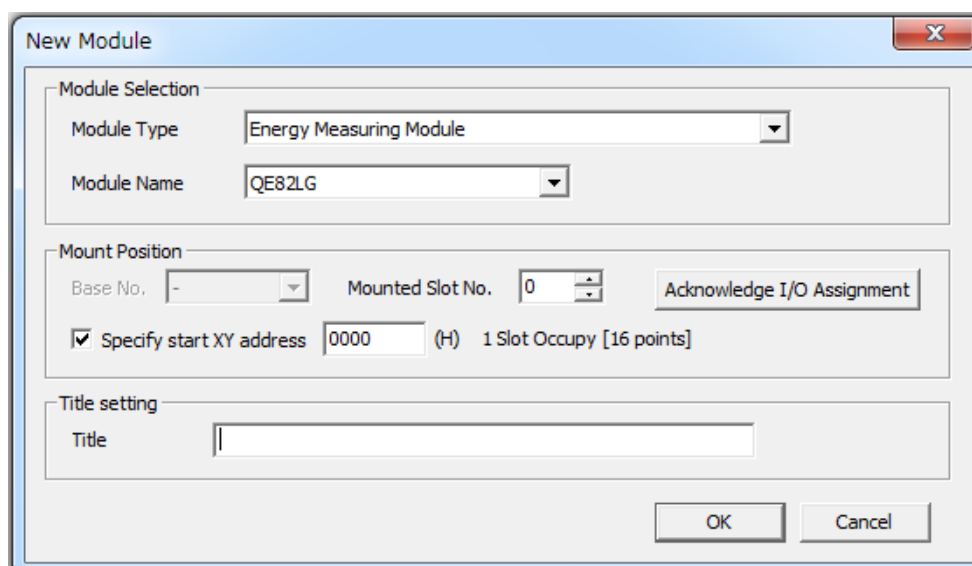 New Module
Module Selection
Module Type Energy Measuring Module
Module Name QE82LG
Mount Position
Base No. - Mounted Slot No. 0 Acknowledge I/O Assignment
Specify start XY address 0000 (H) 1 Slot Occupy [16 points]
Title setting
Title
OK Cancel